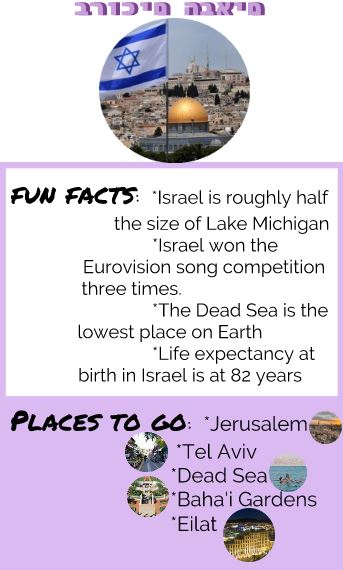 םיאבה םיכורב
FUN FACTS: *Israel is roughly half
the size of Lake Michigan
*Israel won the
Eurovision song competition
three times.
*The Dead Sea is the
lowest place on Earth
*Life expectancy at
birth in Israel is at 82 years
PLACES TO GO: *Jerusalem
*Tel Aviv
*Dead Sea
*Baha'i Gardens
*Eilat